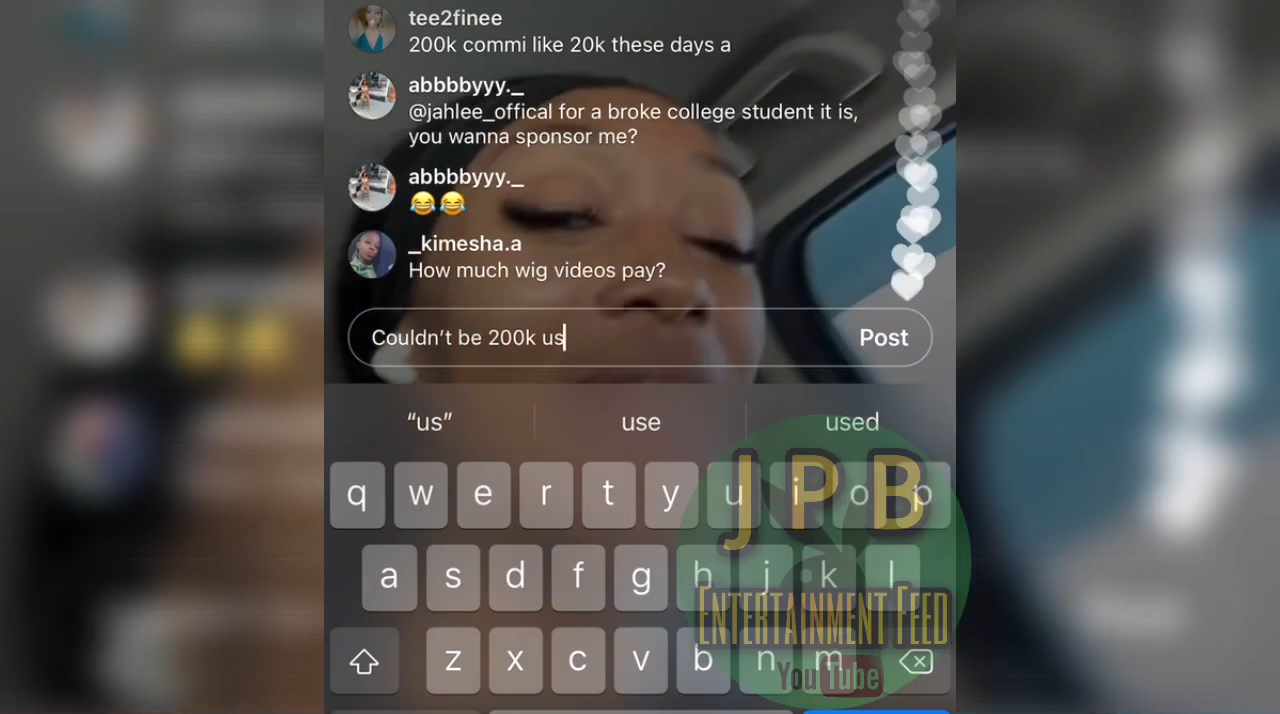 tee2finee
200k commi like 20k these days a
abbbbyyy._
@jahlee_offical for a broke college student it is,
you wanna sponsor me?
abbbbyyy._
😂😂
_kimesha.a
How much wig videos pay?
Couldn’t be 200k us
Post
“us” use used
q w e r t y u i o p
a s d f g h j k l
z x c v b n m
JPB
ENTERTAINMENT FEED
YouTube